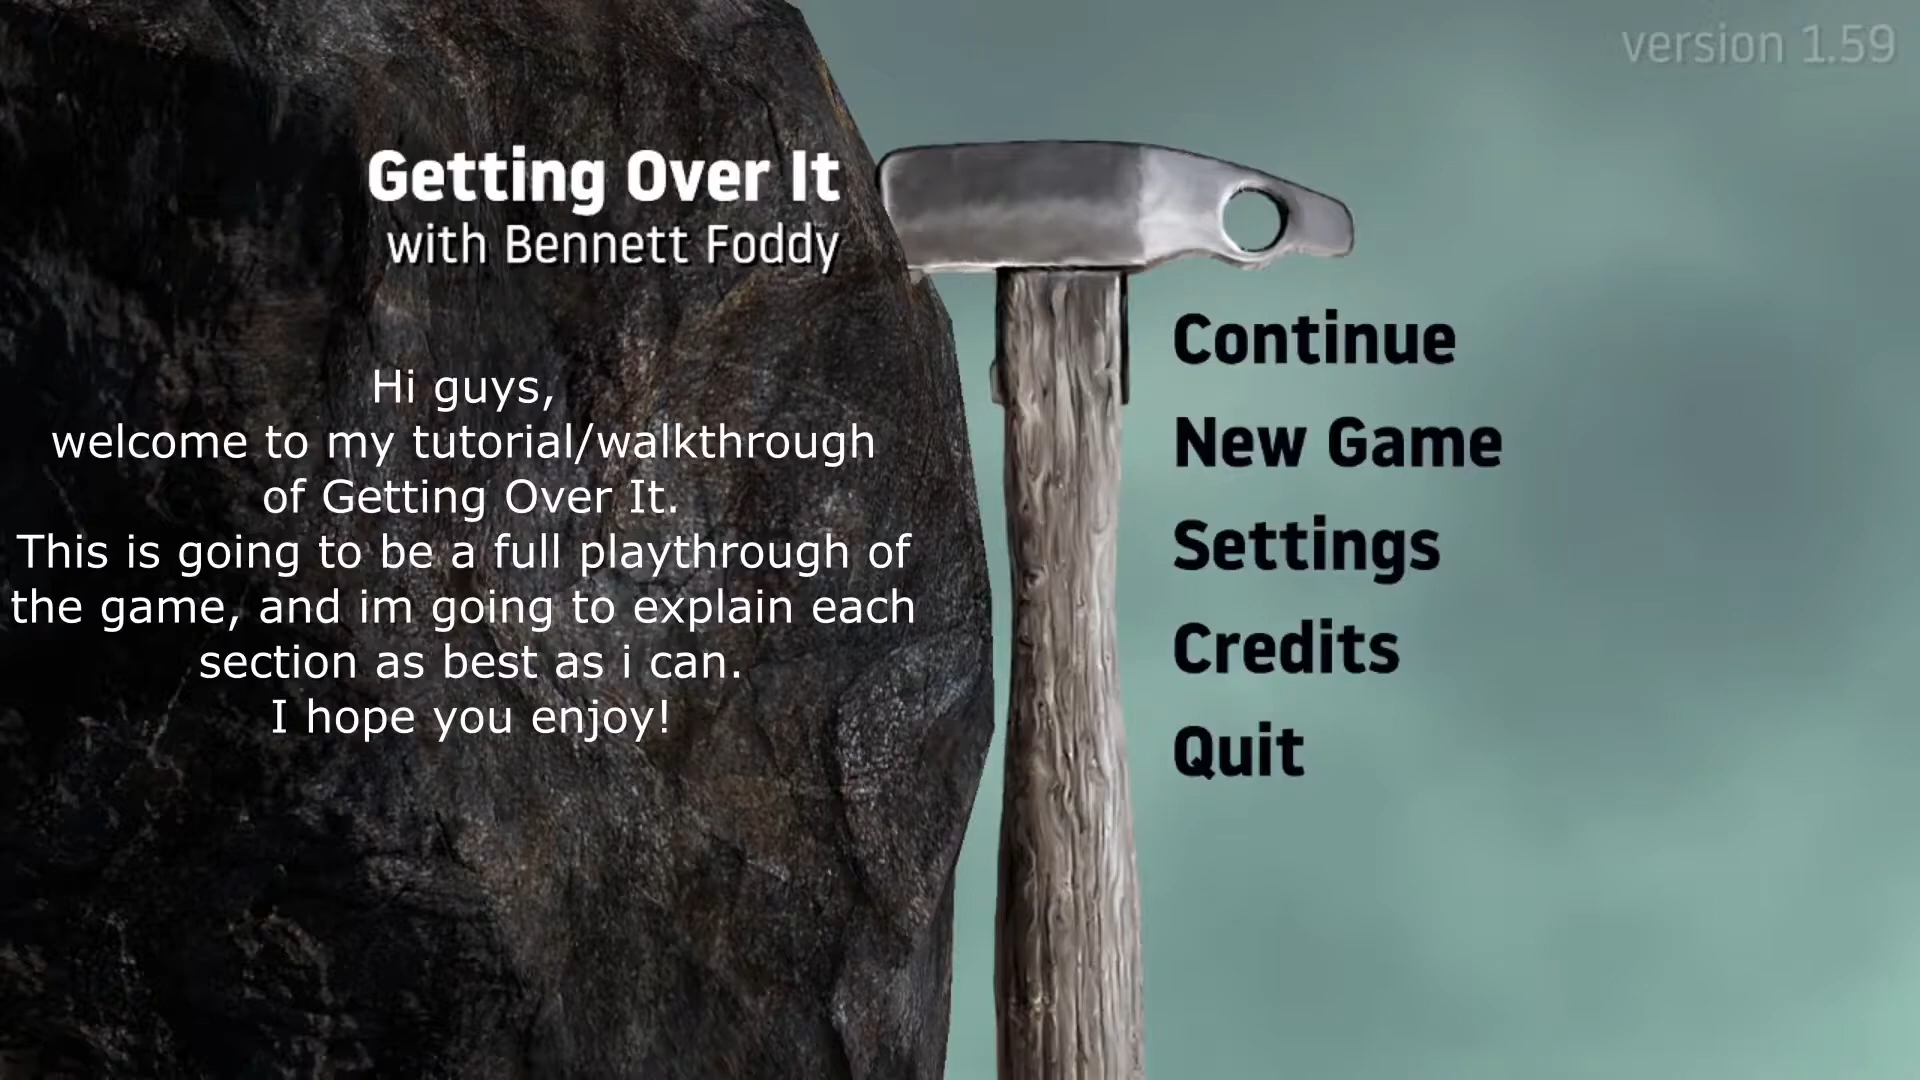 version 1.59
Getting Over It
with Bennett Foddy
Hi guys,
welcome to my tutorial/walkthrough
of Getting Over It.
This is going to be a full playthrough of
the game, and im going to explain each
section as best as i can.
I hope you enjoy!
Continue
New Game
Settings
Credits
Quit